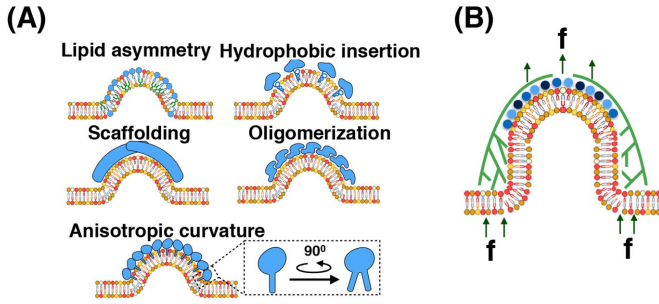 (A)
Lipid asymmetry
Hydrophobic insertion
Scaffolding
Oligomerization
Anisotropic curvature
90⁰
(B)
f
f
f